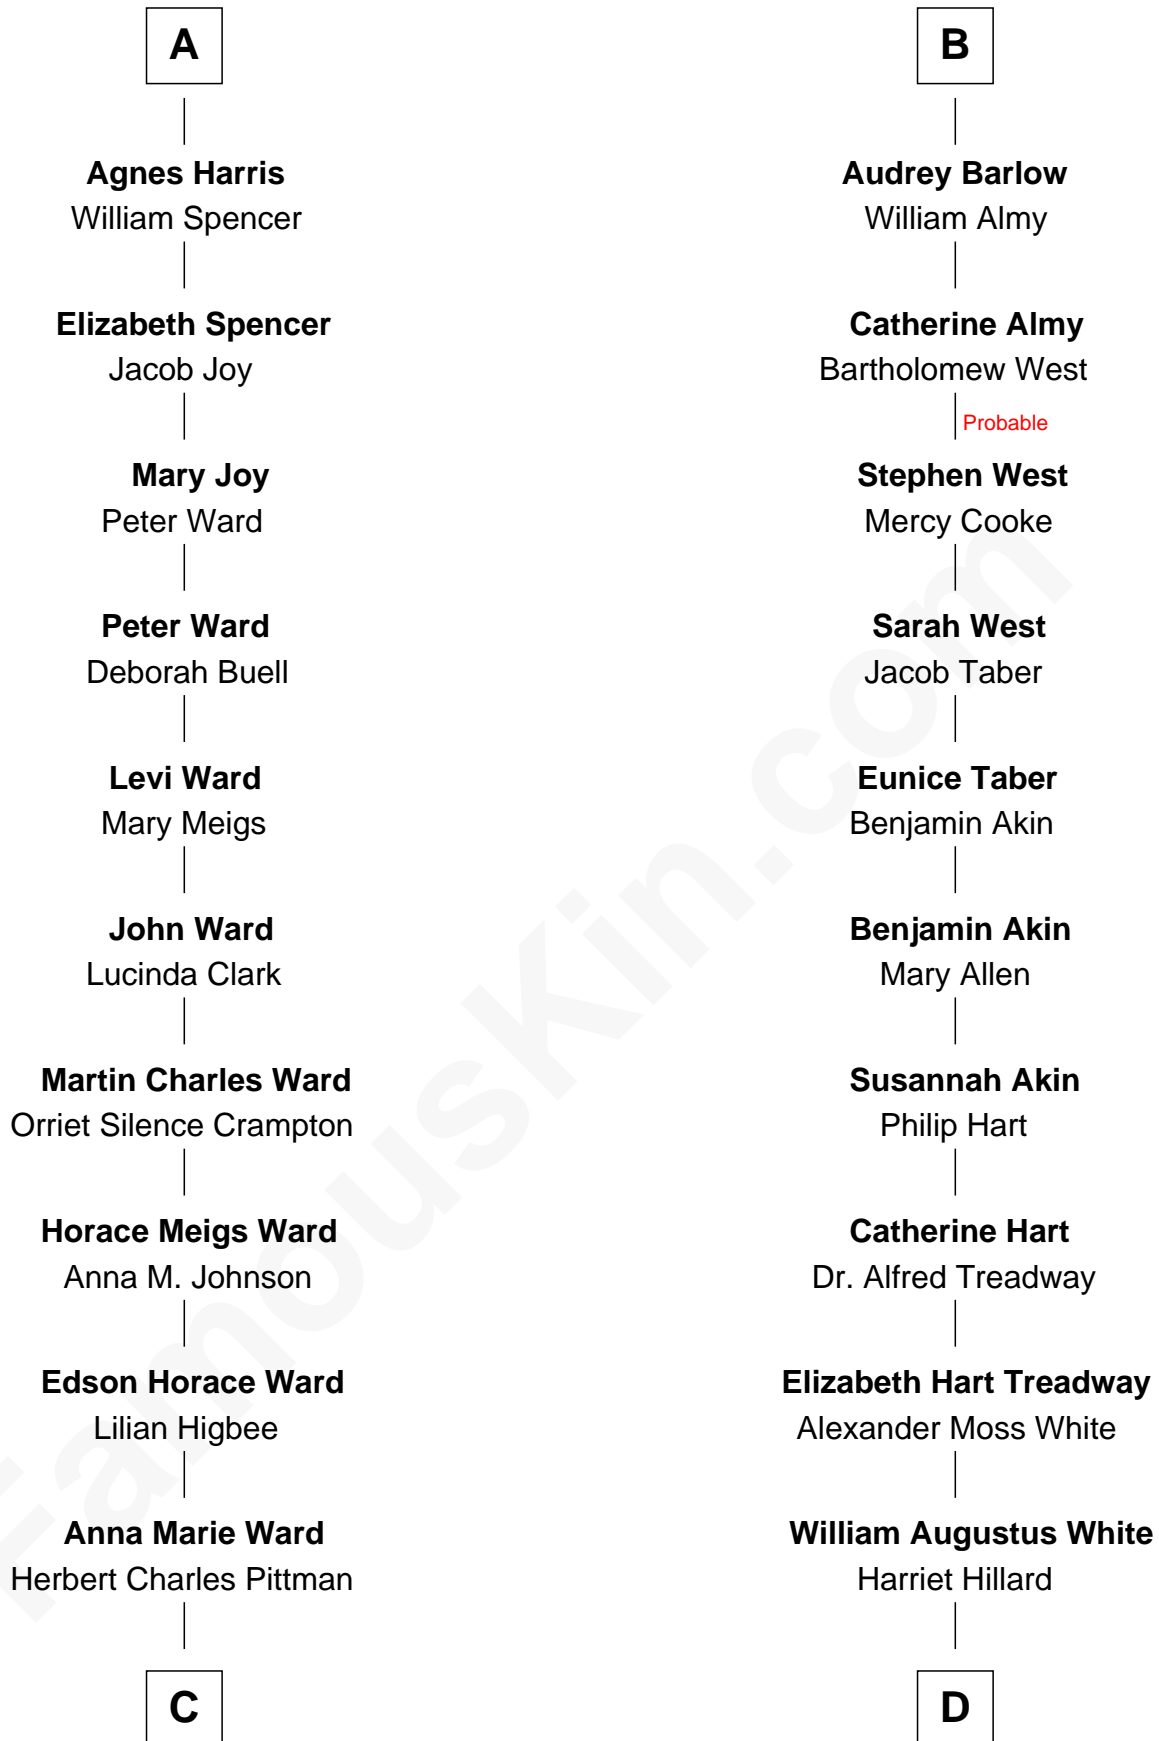 A
Agnes Harris
William Spencer
Elizabeth Spencer
Jacob Joy
Mary Joy
Peter Ward
Peter Ward
Deborah Buell
Levi Ward
Mary Meigs
John Ward
Lucinda Clark
Martin Charles Ward
Orriet Silence Crampton
Horace Meigs Ward
Anna M. Johnson
Edson Horace Ward
Lilian Higbee
Anna Marie Ward
Herbert Charles Pittman
C
B
Audrey Barlow
William Almy
Catherine Almy
Bartholomew West
Probable
Stephen West
Mercy Cooke
Sarah West
Jacob Taber
Eunice Taber
Benjamin Akin
Benjamin Akin
Mary Allen
Susannah Akin
Philip Hart
Catherine Hart
Dr. Alfred Treadway
Elizabeth Hart Treadway
Alexander Moss White
William Augustus White
Harriet Hillard
D
FamousKin.com